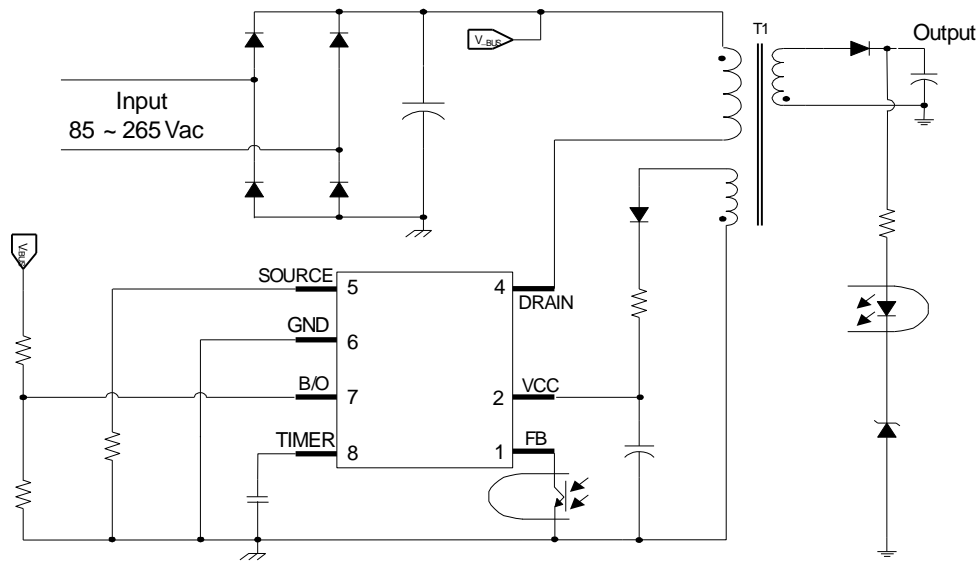 T1
Output
V_BUS
Input
85 ~ 265 Vac
VBUS
SOURCE
5
4
DRAIN
GND
6
B/O
7
2
VCC
TIMER
8
1
FB